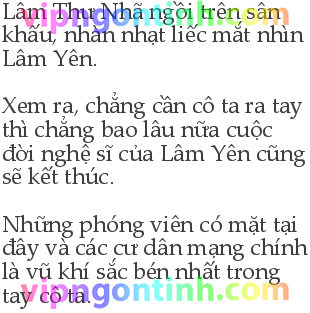 vipngontinh.com
Lâm Thư Nhã ngồi trên sân
khấu, nhàn nhạt liếc mắt nhìn
Lâm Yên.
Xem ra, chẳng cần cô ta ra tay
thì chẳng bao lâu nữa cuộc
đời nghệ sĩ của Lâm Yên cũng
sẽ kết thúc.
Những phóng viên có mặt tại
đây và các cư dân mạng chính
là vũ khí sắc bén nhất trong
tay cô ta.
vipngontinh.com